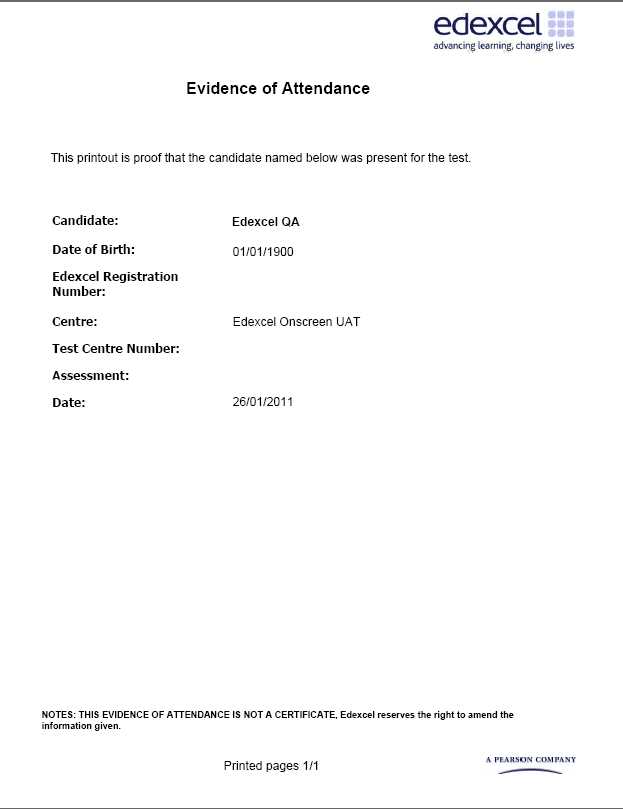 edexcel
advancing learning, changing lives
Evidence of Attendance
This printout is proof that the candidate named below was present for the test.
Candidate: Edexcel QA
Date of Birth: 01/01/1900
Edexcel Registration
Number:
Centre: Edexcel Onscreen UAT
Test Centre Number:
Assessment:
Date: 26/01/2011
NOTES: THIS EVIDENCE OF ATTENDANCE IS NOT A CERTIFICATE, Edexcel reserves the right to amend the
information given.
Printed pages 1/1
A PEARSON COMPANY